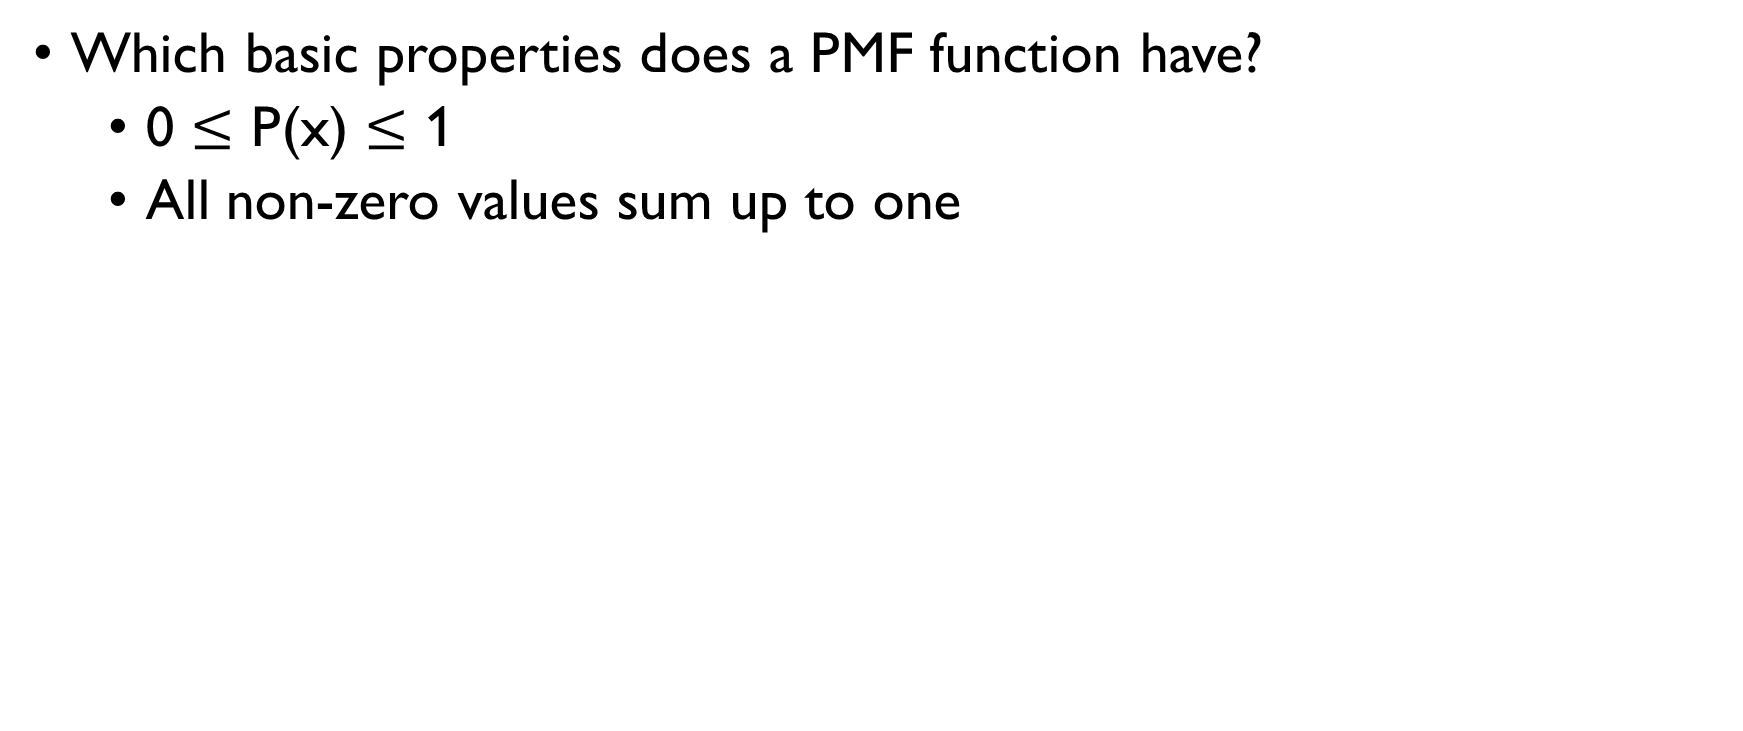 • Which basic properties does a PMF function have?
• 0 ≤ P(x) ≤ 1
• All non-zero values sum up to one